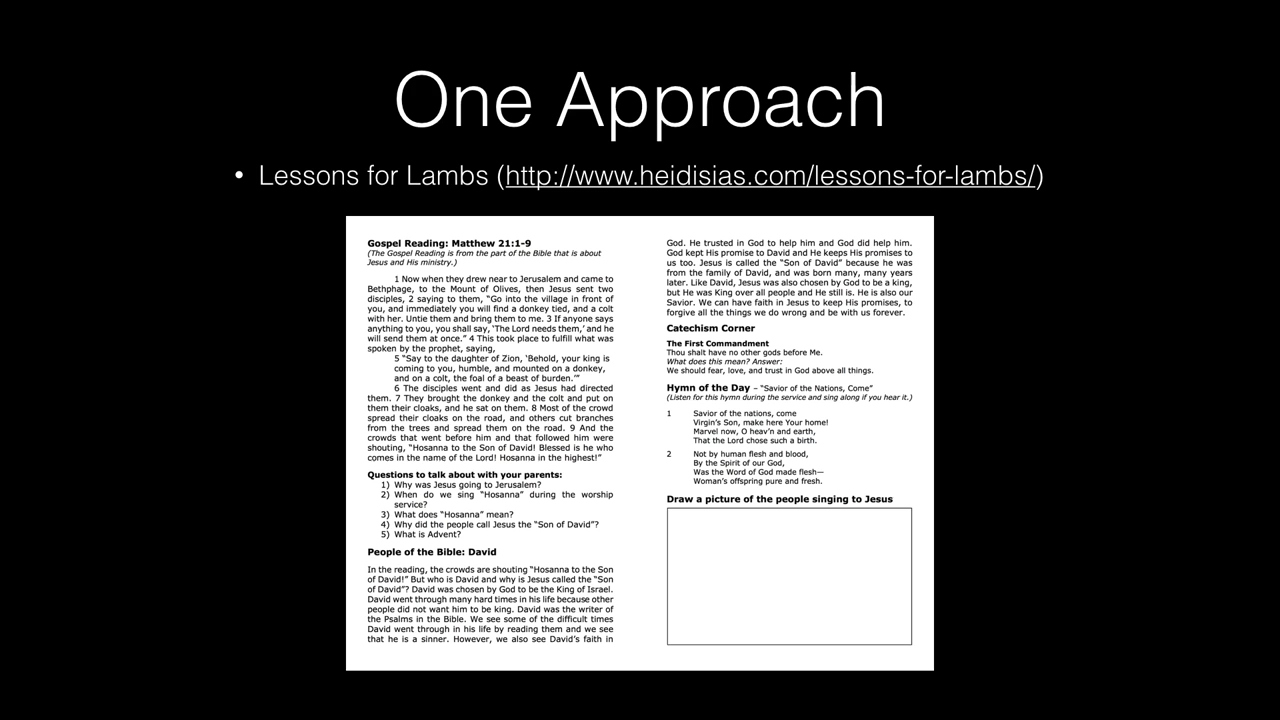 One Approach
• Lessons for Lambs (http://www.heidisias.com/lessons-for-lambs/)
Gospel Reading: Matthew 21:1-9
(The Gospel Reading is from the part of the Bible that is about
Jesus and His ministry.)
1 Now when they drew near to Jerusalem and came to
Bethphage, to the Mount of Olives, then Jesus sent two
disciples, 2 saying to them, “Go into the village in front of
you, and immediately you will find a donkey tied, and a colt
with her. Untie them and bring them to me. 3 If anyone says
anything to you, you shall say, ‘The Lord needs them,’ and he
will send them at once.” 4 This took place to fulfill what was
spoken by the prophet, saying,
5 “Say to the daughter of Zion, ‘Behold, your king is
coming to you, humble, and mounted on a donkey,
and on a colt, the foal of a beast of burden.’”
6 The disciples went and did as Jesus had directed
them. 7 They brought the donkey and the colt and put on
them their cloaks, and he sat on them. 8 Most of the crowd
spread their cloaks on the road, and others cut branches
from the trees and spread them on the road. 9 And the
crowds that went before him and that followed him were
shouting, “Hosanna to the Son of David! Blessed is he who
comes in the name of the Lord! Hosanna in the highest!”
Questions to talk about with your parents:
1) Why was Jesus going to Jerusalem?
2) When do we sing “Hosanna” during the worship
service?
3) What does “Hosanna” mean?
4) Why did the people call Jesus the “Son of David”?
5) What is Advent?
People of the Bible: David
In the reading, the crowds are shouting “Hosanna to the Son
of David!” But who is David and why is Jesus called the “Son
of David”? David was chosen by God to be the King of Israel.
David went through many hard times in his life because other
people did not want him to be king. David was the writer of
the Psalms in the Bible. We see some of the difficult times
David went through in his life by reading them and we see
that he is a sinner. However, we also see David’s faith in
God. He trusted in God to help him and God did help him.
God kept His promise to David and He keeps His promises to
us too. Jesus is called the “Son of David” because he was
from the family of David, and was born many, many years
later. Like David, Jesus was also chosen by God to be a king,
but He was King over all people and He still is. He is also our
Savior. We can have faith in Jesus to keep His promises, to
forgive all the things we do wrong and be with us forever.
Catechism Corner
The First Commandment
Thou shalt have no other gods before Me.
What does this mean? Answer:
We should fear, love, and trust in God above all things.
Hymn of the Day – “Savior of the Nations, Come”
(Listen for this hymn during the service and sing along if you hear it.)
1 Savior of the nations, come
Virgin’s Son, make here Your home!
Marvel now, O heav’n and earth,
That the Lord chose such a birth.
2 Not by human flesh and blood,
By the Spirit of our God,
Was the Word of God made flesh—
Woman’s offspring pure and fresh.
Draw a picture of the people singing to Jesus